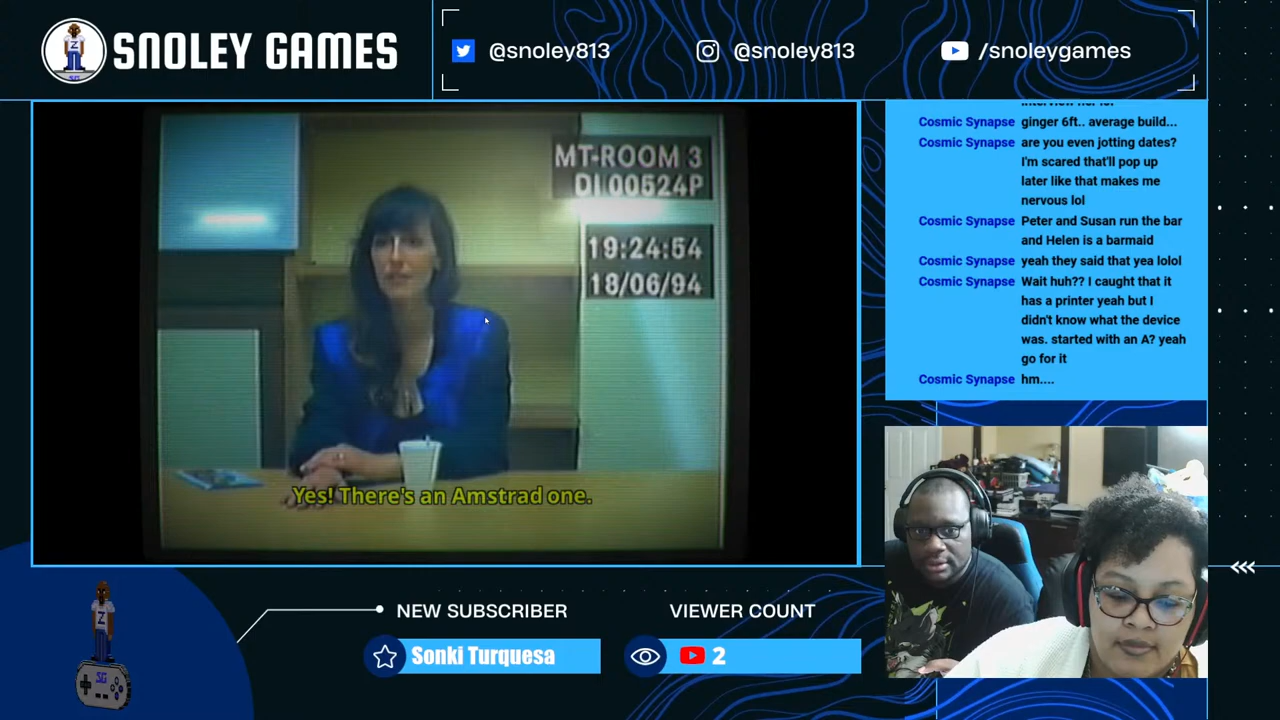 SNOLEY GAMES
@snoley813
@snoley813
/snoleygames
MT-ROOM 3
DI 00524P
19:24:54
18/06/94
Yes! There's an Amstrad one.
Cosmic Synapse ginger 6ft.. average build...
Cosmic Synapse are you even jotting dates?
I'm scared that'll pop up
later like that makes me
nervous lol
Cosmic Synapse Peter and Susan run the bar
and Helen is a barmaid
Cosmic Synapse yeah they said that yea lolol
Cosmic Synapse Wait huh?? I caught that it
has a printer yeah but I
didn't know what the device
was. started with an A? yeah
go for it
Cosmic Synapse hm....
NEW SUBSCRIBER
Sonki Turquesa
VIEWER COUNT
2
Z
SG
Z
SG